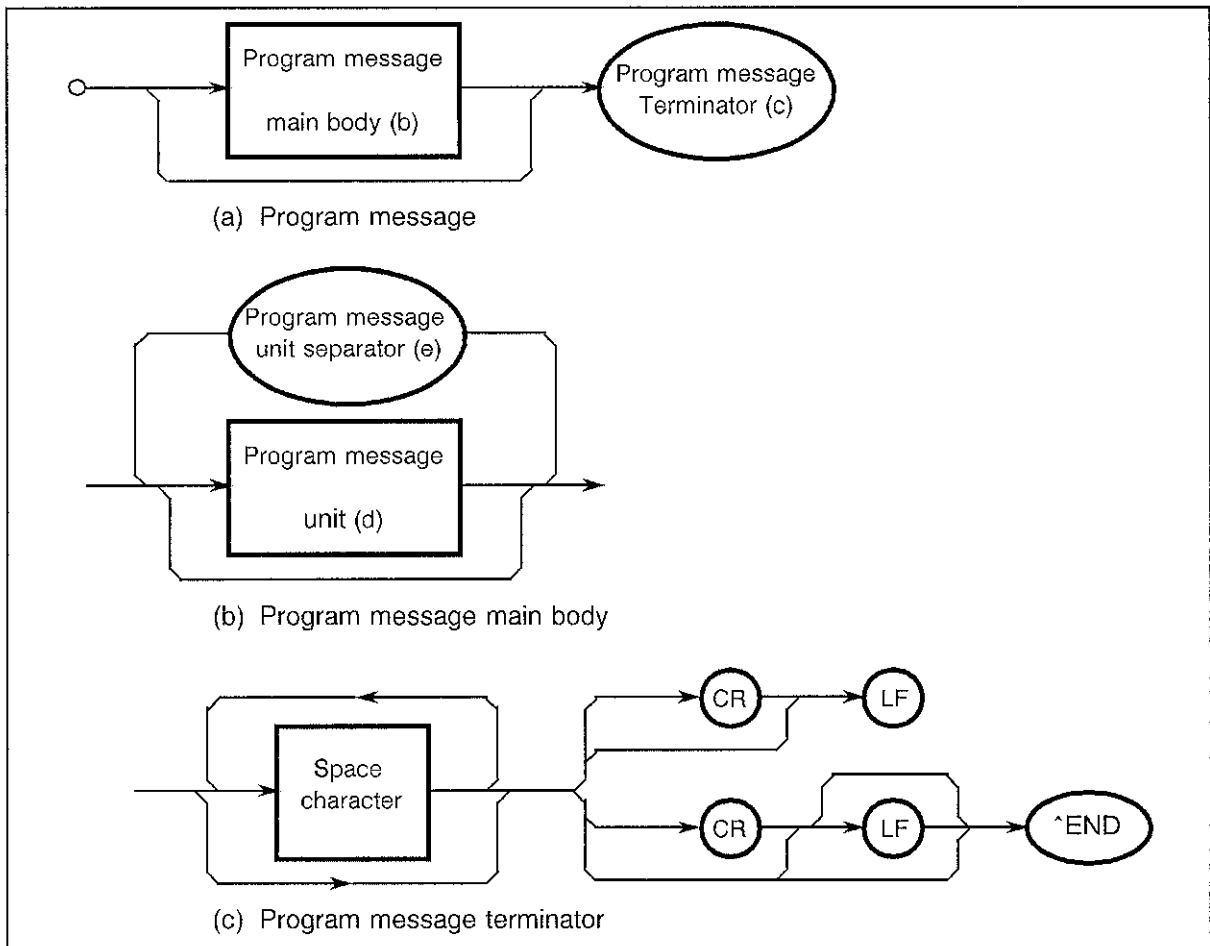 Program message
main body (b)
Program message
Terminator (c)
(a) Program message
Program message
unit separator (e)
Program message
unit (d)
(b) Program message main body
CR
LF
Space
character
CR
LF
^END
(c) Program message terminator